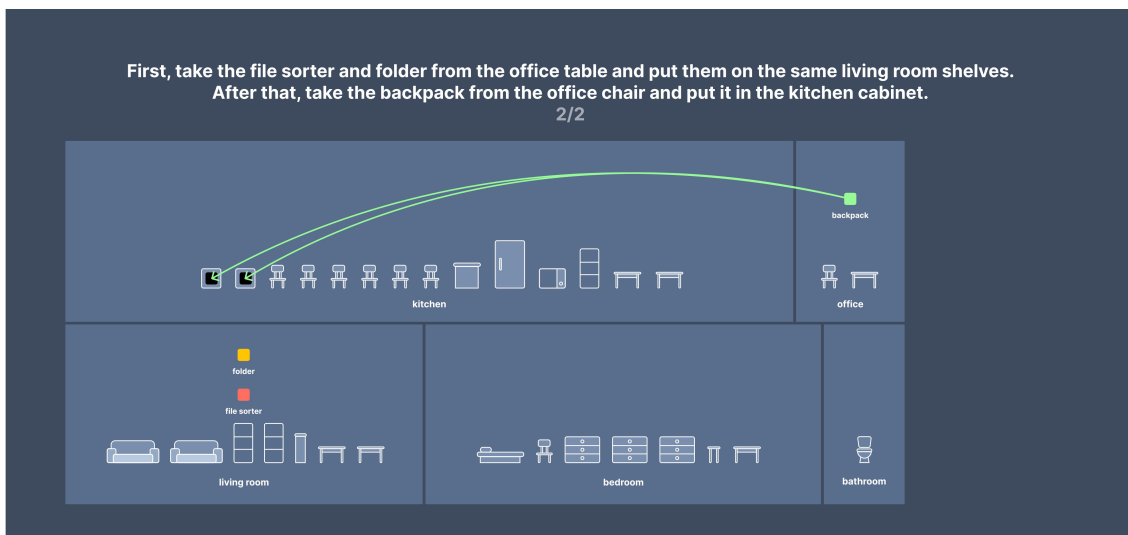 First, take the file sorter and folder from the office table and put them on the same living room shelves.
After that, take the backpack from the office chair and put it in the kitchen cabinet.
2/2
backpack
kitchen
office
folder
file sorter
living room
bedroom
bathroom